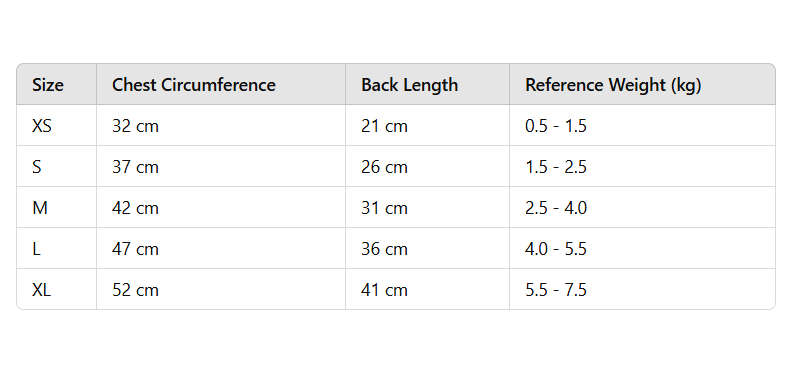 Size Chest Circumference Back Length Reference Weight (kg)
XS 32 cm 21 cm 0.5 - 1.5
S 37 cm 26 cm 1.5 - 2.5
M 42 cm 31 cm 2.5 - 4.0
L 47 cm 36 cm 4.0 - 5.5
XL 52 cm 41 cm 5.5 - 7.5